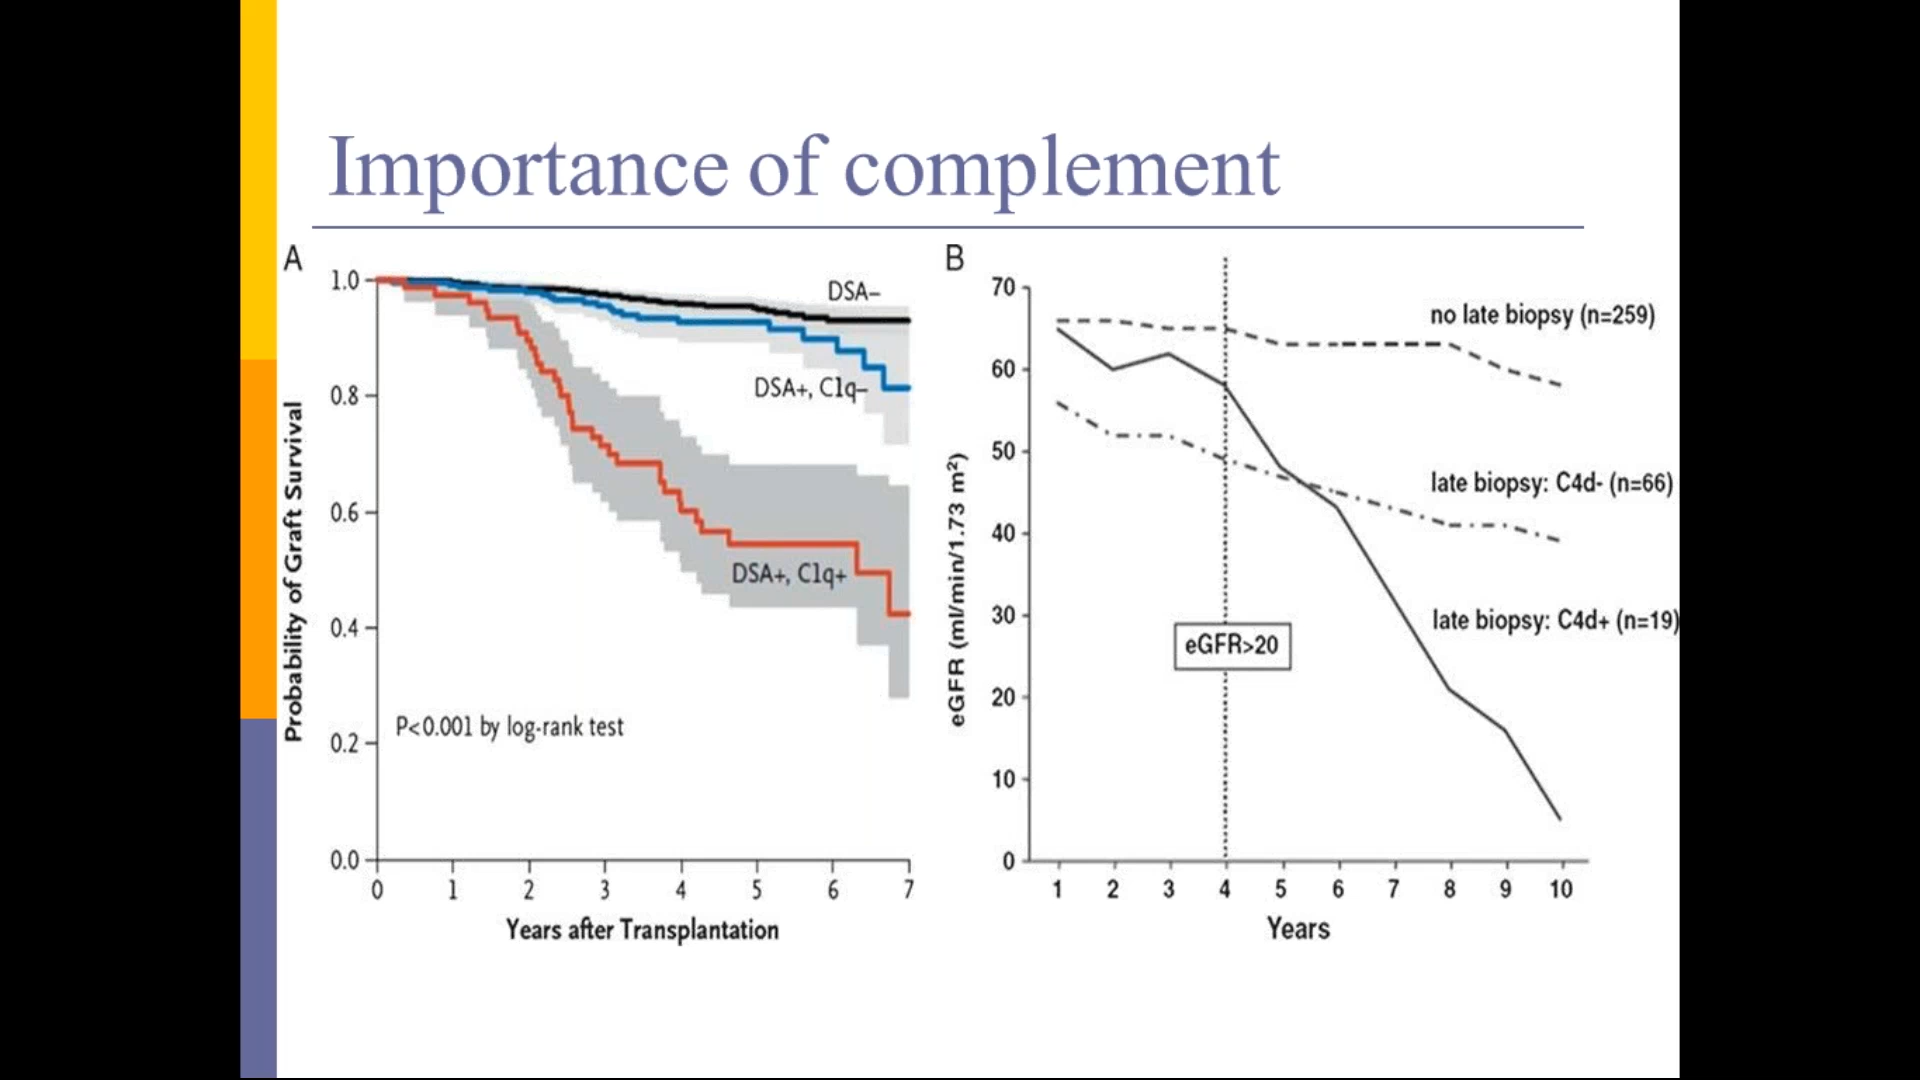 Importance of complement
A
Probability of Graft Survival
1.0
0.8
0.6
0.4
0.2
0.0
DSA–
DSA+, C1q–
DSA+, C1q+
P<0.001 by log-rank test
0 1 2 3 4 5 6 7
Years after Transplantation
B
eGFR (ml/min/1.73 m²)
70
60
50
40
30
20
10
0
no late biopsy (n=259)
late biopsy: C4d- (n=66)
late biopsy: C4d+ (n=19)
eGFR>20
1 2 3 4 5 6 7 8 9 10
Years